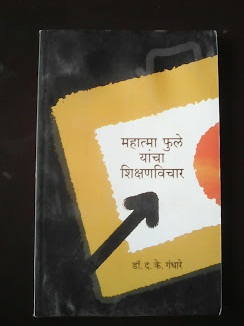 महात्मा फुले
यांचा
शिक्षणविचार
डॉ. द. के. गंधारे